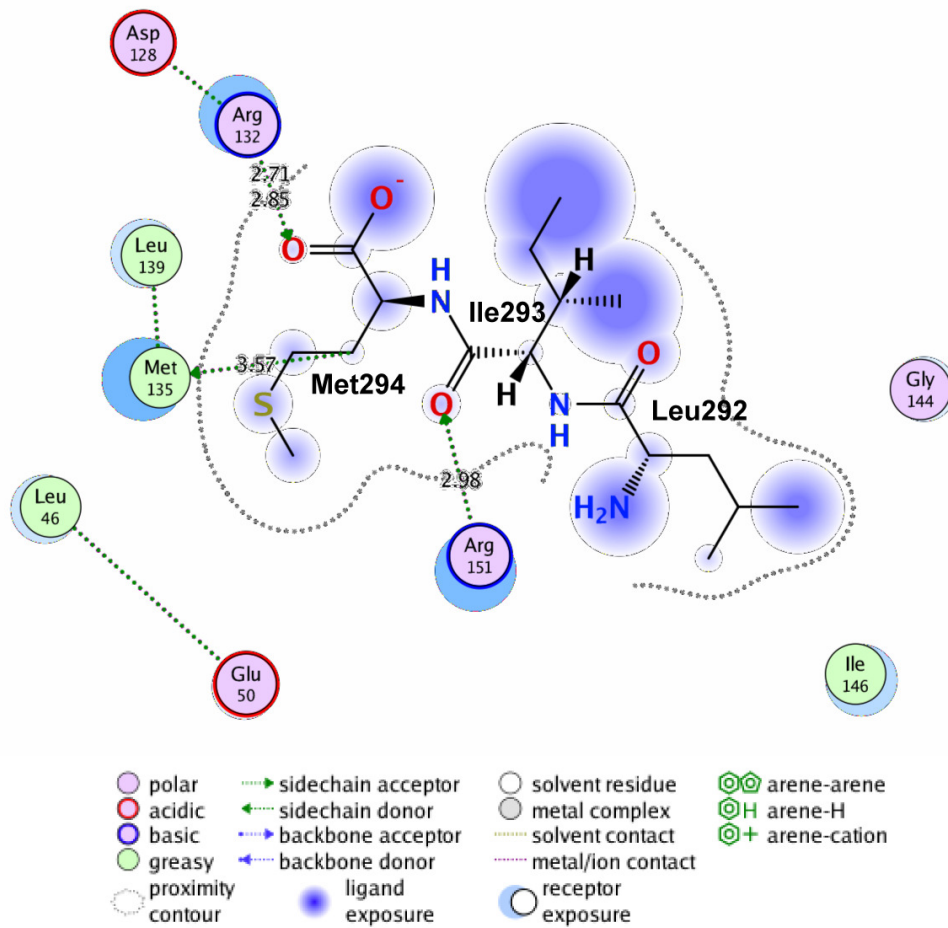 Asp
128
Arg
132
2.71
2.85
O
O-
Leu
139
H
N
H
Ile293
O
3.57
Met
135
Met294
S
O
H
N
H
Leu292
Gly
144
2.98
H2N
Leu
46
Arg
151
Glu
50
Ile
146
polar
sidechain acceptor
solvent residue
arene-arene
acidic
sidechain donor
metal complex
H arene-H
basic
backbone acceptor
solvent contact
+ arene-cation
greasy
backbone donor
metal/ion contact
proximity
contour
ligand
exposure
receptor
exposure